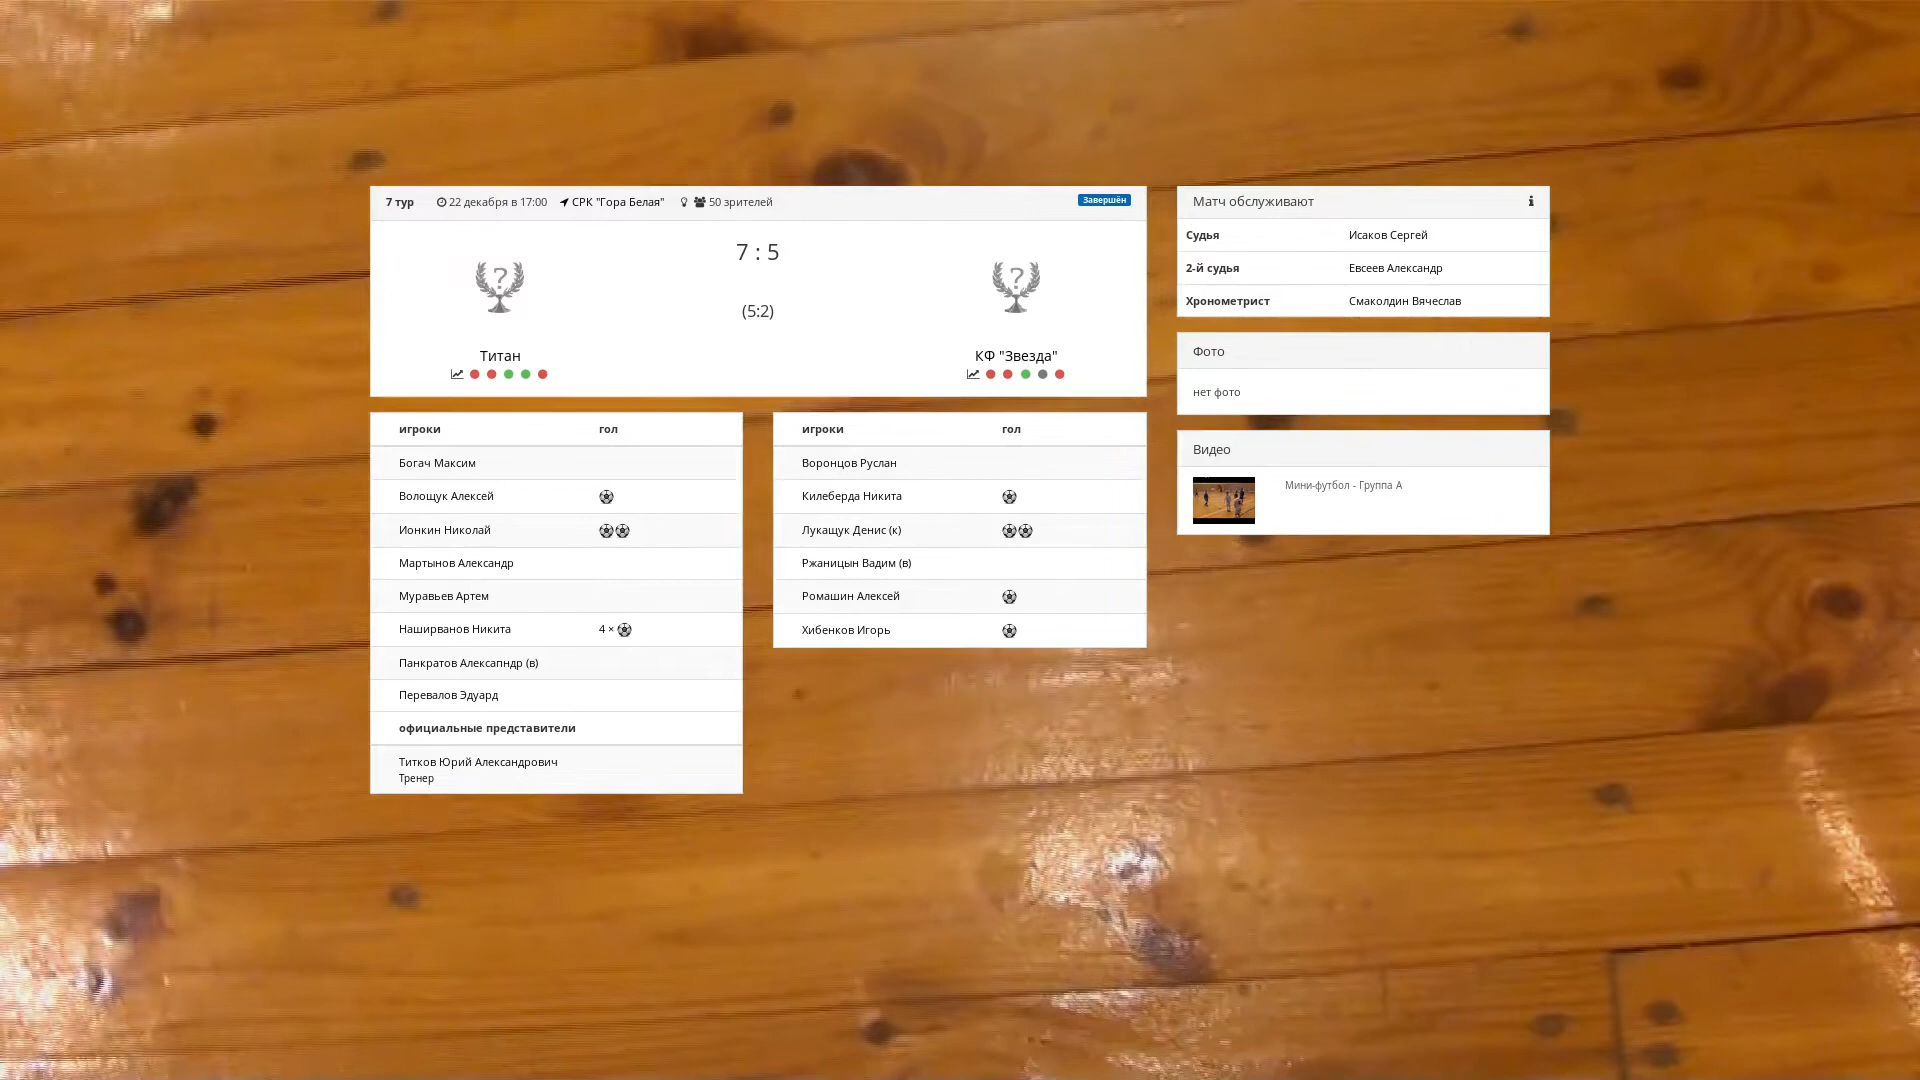 7 тур 22 декабря в 17:00 СРК "Гора Белая" 50 зрителей Завершён
7 : 5
(5:2)
Титан
КФ "Звезда"
игроки гол
Богач Максим
Волощук Алексей
Ионкин Николай
Мартынов Александр
Муравьев Артем
Наширванов Никита 4 ×
Панкратов Алексапндр (в)
Перевалов Эдуард
официальные представители
Титков Юрий Александрович
Тренер
игроки гол
Воронцов Руслан
Килеберда Никита
Лукащук Денис (к)
Ржаницын Вадим (в)
Ромашин Алексей
Хибенков Игорь
Матч обслуживают
Судья Исаков Сергей
2-й судья Евсеев Александр
Хронометрист Смаколдин Вячеслав
Фото
нет фото
Видео
Мини-футбол - Группа А